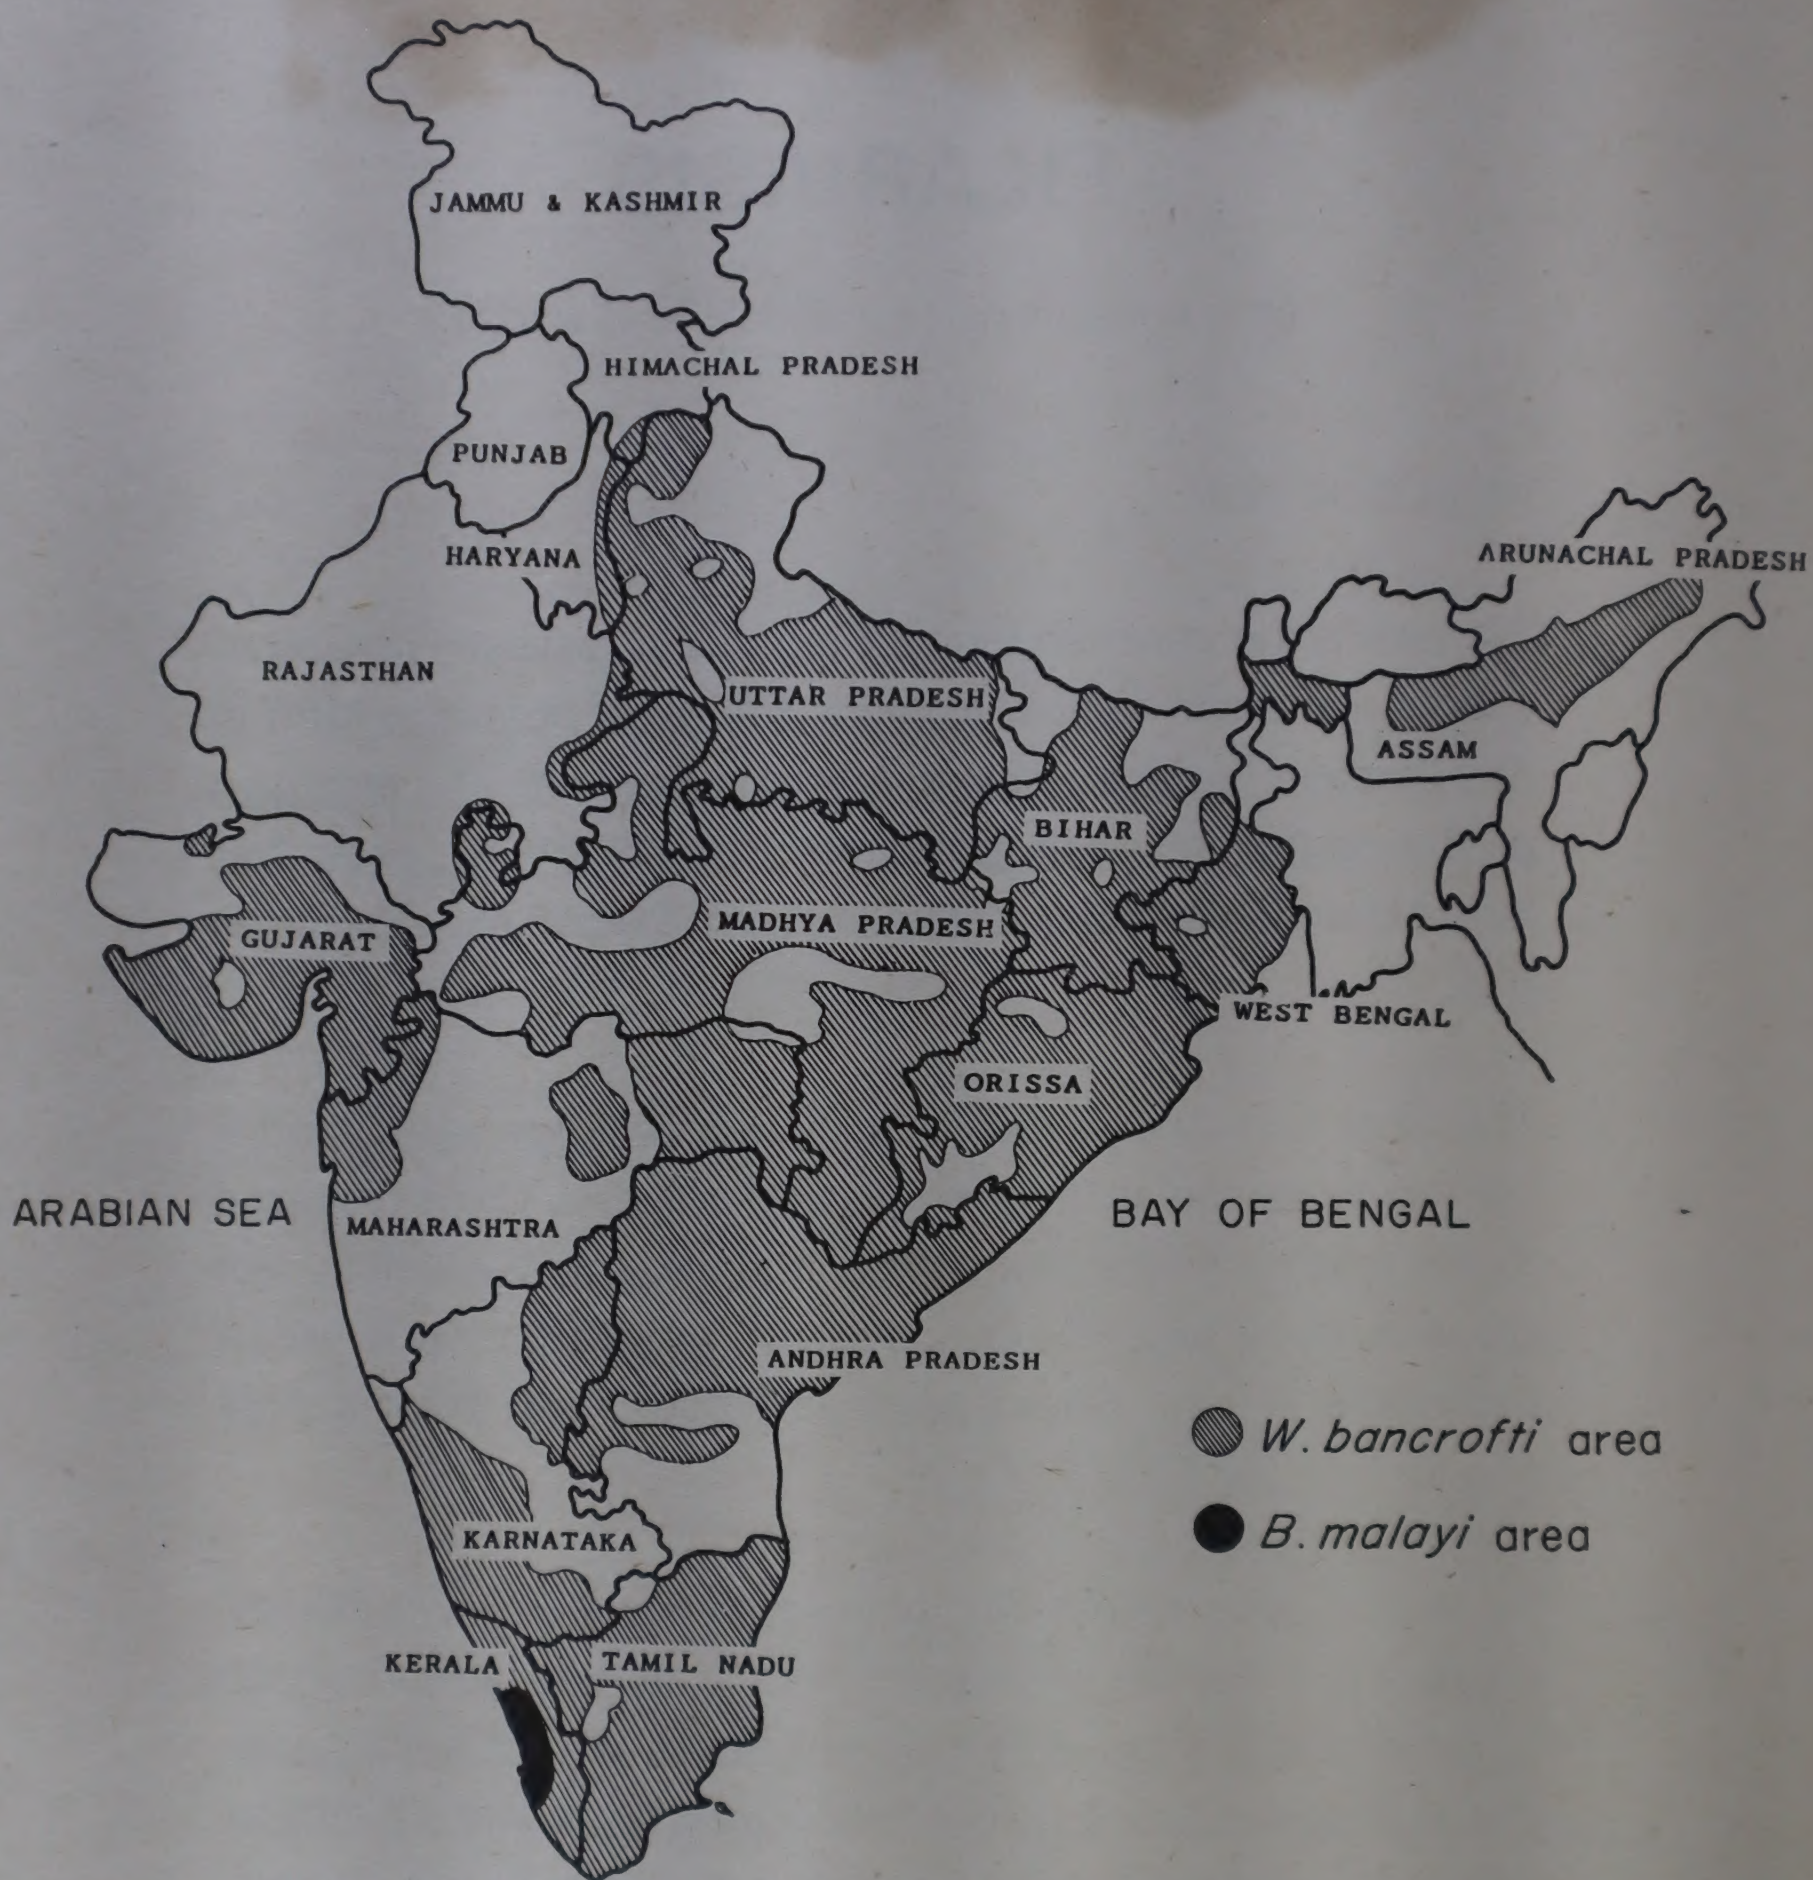 JAMMU & KASHMIR
HIMACHAL PRADESH
PUNJAB
HARYANA
ARUNACHAL PRADESH
RAJASTHAN
UTTAR PRADESH
ASSAM
BIHAR
GUJARAT
MADHYA PRADESH
WEST BENGAL
ORISSA
ARABIAN SEA
MAHARASHTRA
BAY OF BENGAL
ANDHRA PRADESH
W. bancrofti area
B. malayi area
KARNATAKA
KERALA
TAMIL NADU